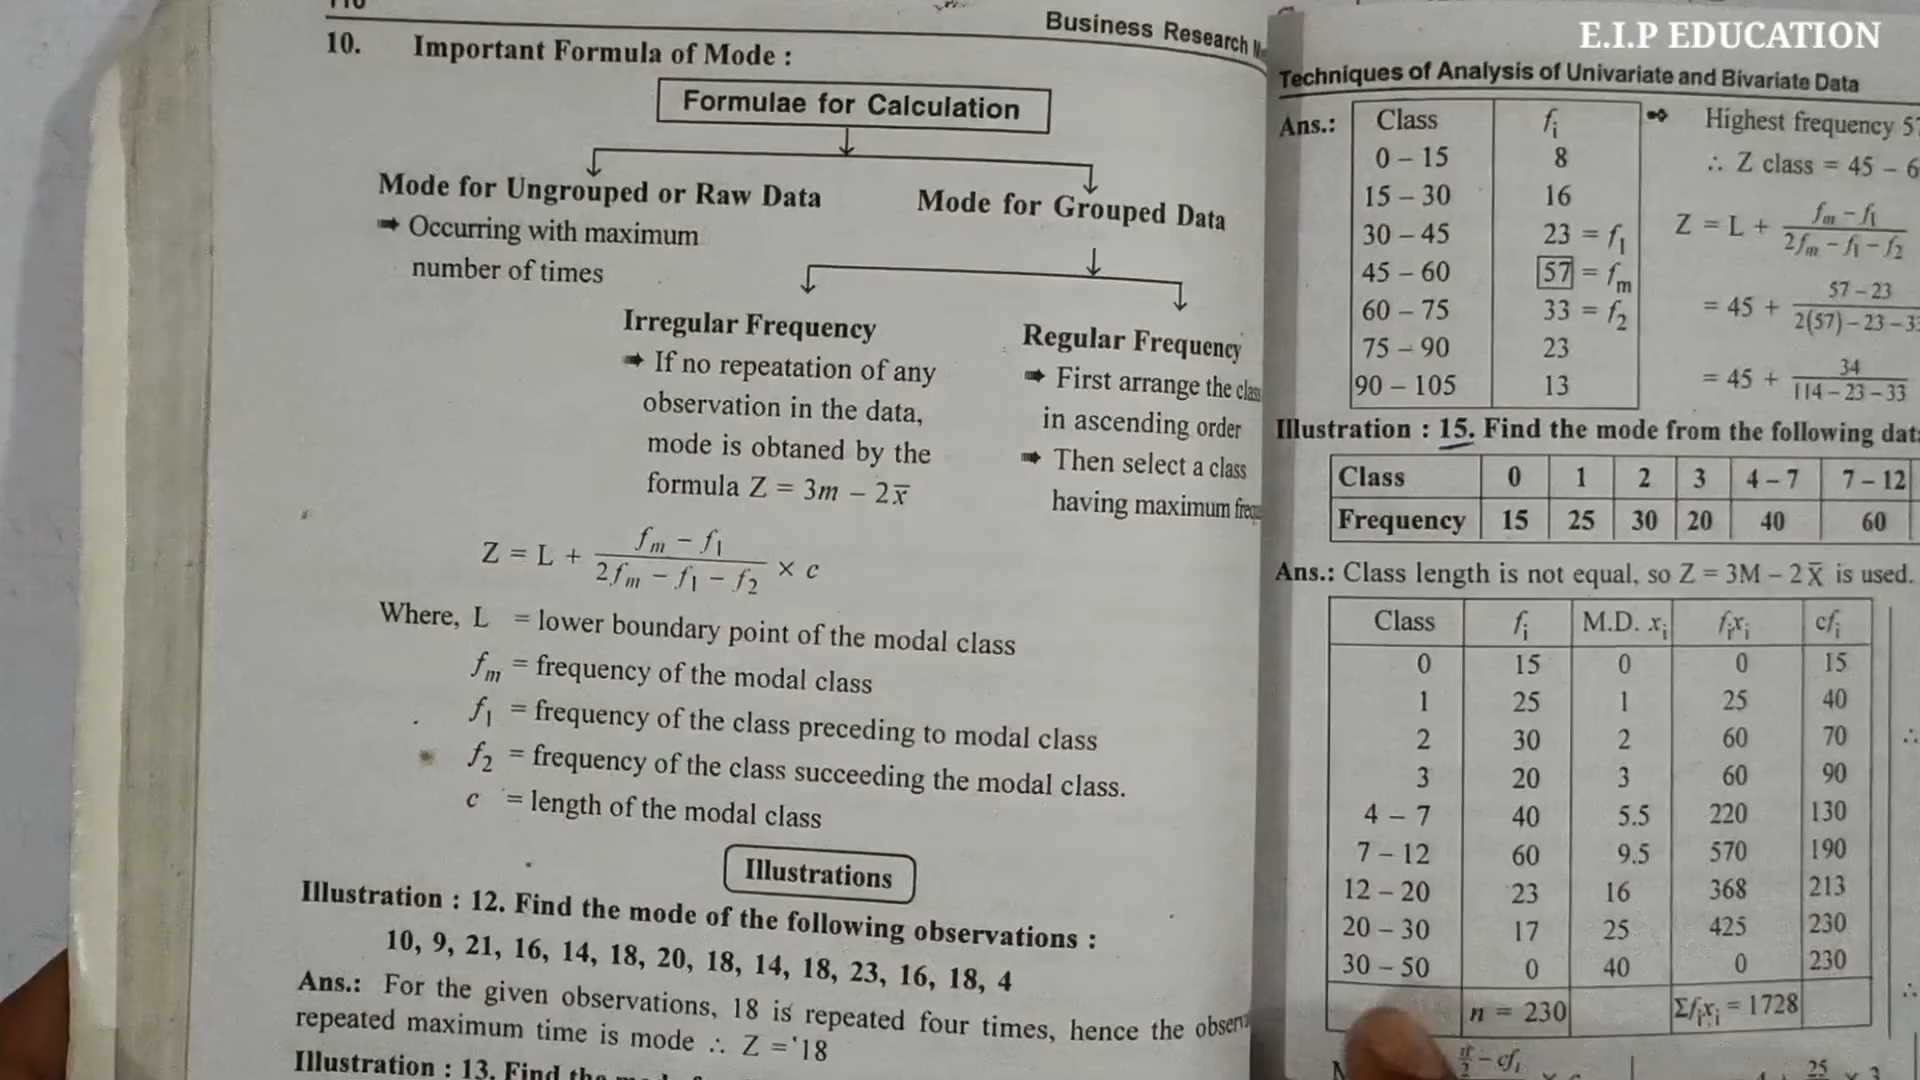 E.I.P EDUCATION
Business Research
10. Important Formula of Mode :
Formulae for Calculation
Mode for Ungrouped or Raw Data
➠ Occurring with maximum
number of times
Mode for Grouped Data
Irregular Frequency
➠ If no repeatation of any
observation in the data,
mode is obtaned by the
formula Z = 3m – 2x̄
Regular Frequency
➠ First arrange the
in ascending order
➠ Then select a class
having maximum
Z = L + (fm – f1)/(2fm – f1 – f2) × c
Where, L = lower boundary point of the modal class
fm = frequency of the modal class
f1 = frequency of the class preceding to modal class
f2 = frequency of the class succeeding the modal class.
c = length of the modal class
Illustrations
Illustration : 12. Find the mode of the following observations :
10, 9, 21, 16, 14, 18, 20, 18, 14, 18, 23, 16, 18, 4
Ans.: For the given observations, 18 is repeated four times, hence the
repeated maximum time is mode ∴ Z = 18
Illustration : 13. Find the
Techniques of Analysis of Univariate and Bivariate Data
Ans.: Class fi
0 – 15 8
15 – 30 16
30 – 45 23 = f1
45 – 60 57 = fm
60 – 75 33 = f2
75 – 90 23
90 – 105 13
Highest frequency
∴ Z class = 45 –
Z = L + (fm – f1)/(2fm – f1 – f2)
= 45 + (57 – 23)/(2(57) – 23 –
= 45 + 34/(114 – 23 – 33)
Illustration : 15. Find the mode from the following
Class 0 1 2 3 4 – 7 7 – 12
Frequency 15 25 30 20 40 60
Ans.: Class length is not equal, so Z = 3M – 2X̄ is used.
Class fi M.D. xi fixi cfi
0 15 0 0 15
1 25 1 25 40
2 30 2 60 70
3 20 3 60 90
4 – 7 40 5.5 220 130
7 – 12 60 9.5 570 190
12 – 20 23 16 368 213
20 – 30 17 25 425 230
30 – 50 0 40 0 230
n = 230 Σfixi = 1728